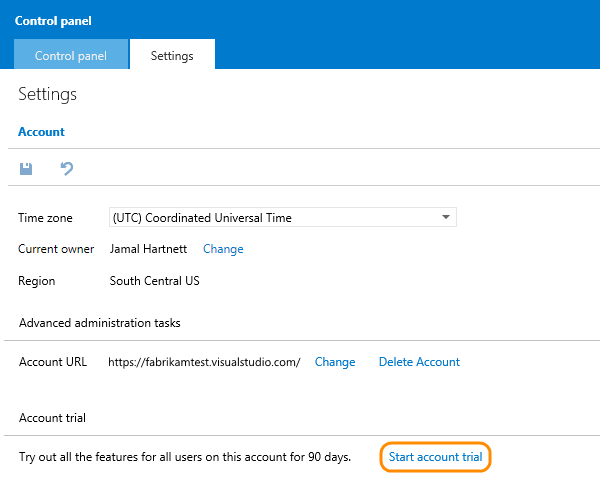 Control panel
Control panel Settings
Settings
Account
Time zone (UTC) Coordinated Universal Time
Current owner Jamal Hartnett Change
Region South Central US
Advanced administration tasks
Account URL https://fabrikamtest.visualstudio.com/ Change Delete Account
Account trial
Try out all the features for all users on this account for 90 days. Start account trial